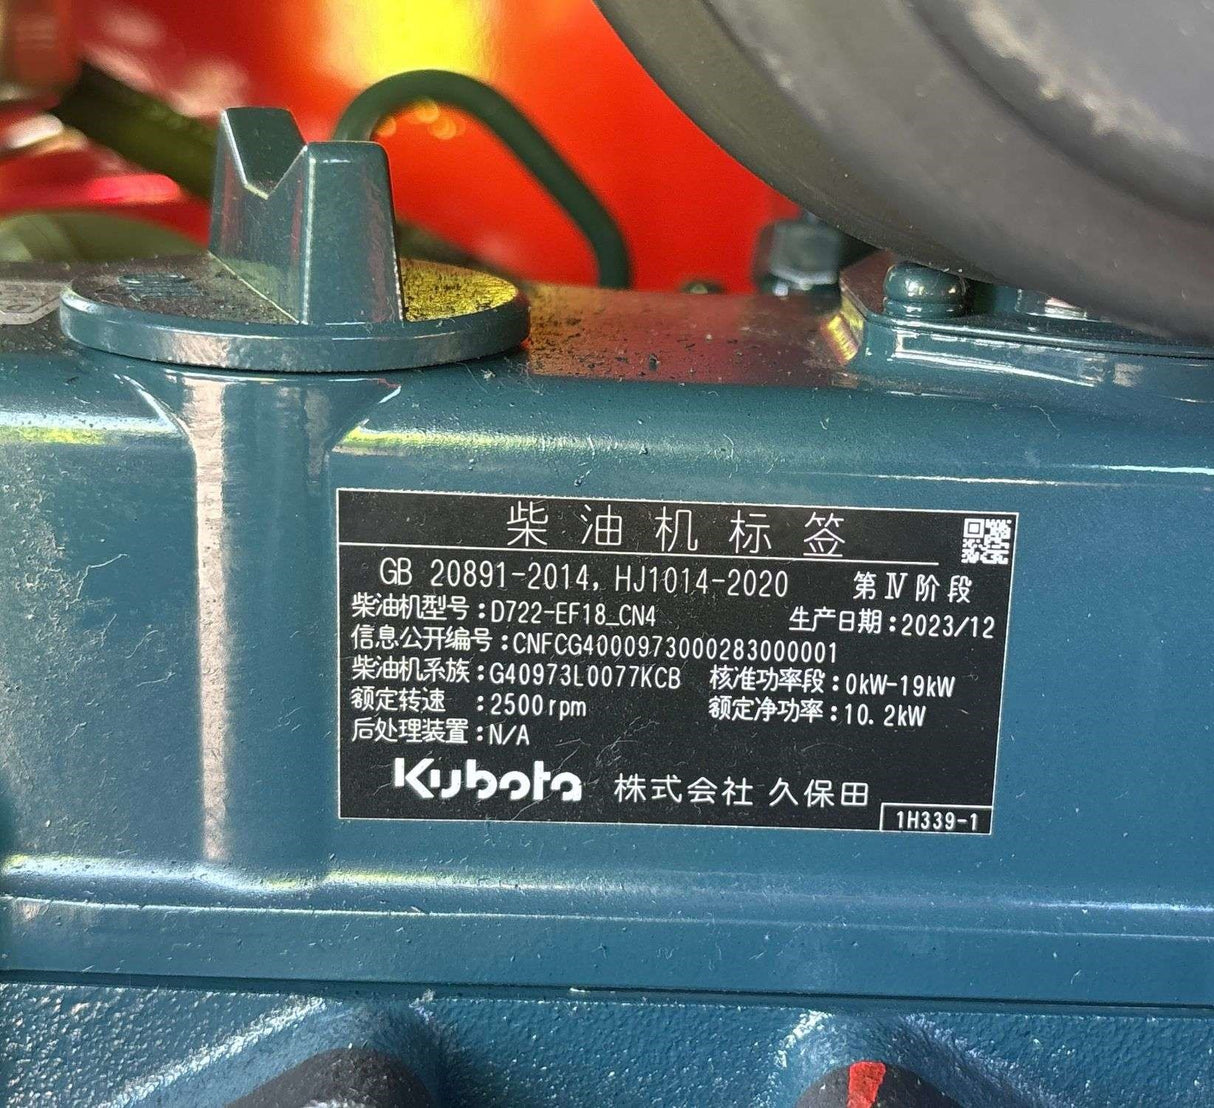 柴油机标签
GB 20891-2014, HJ1014-2020 第Ⅳ阶段
柴油机型号:D722-EF18_CN4 生产日期:2023/12
信息公开编号:CNFCG40009730002830000​01
柴油机系族:G40973L0077KCB 核准功率段:0kW-19kW
额定转速 :2500rpm 额定净功率:10.2kW
后处理装置:N/A
Kubota 株式会社 久保田
1H339-1